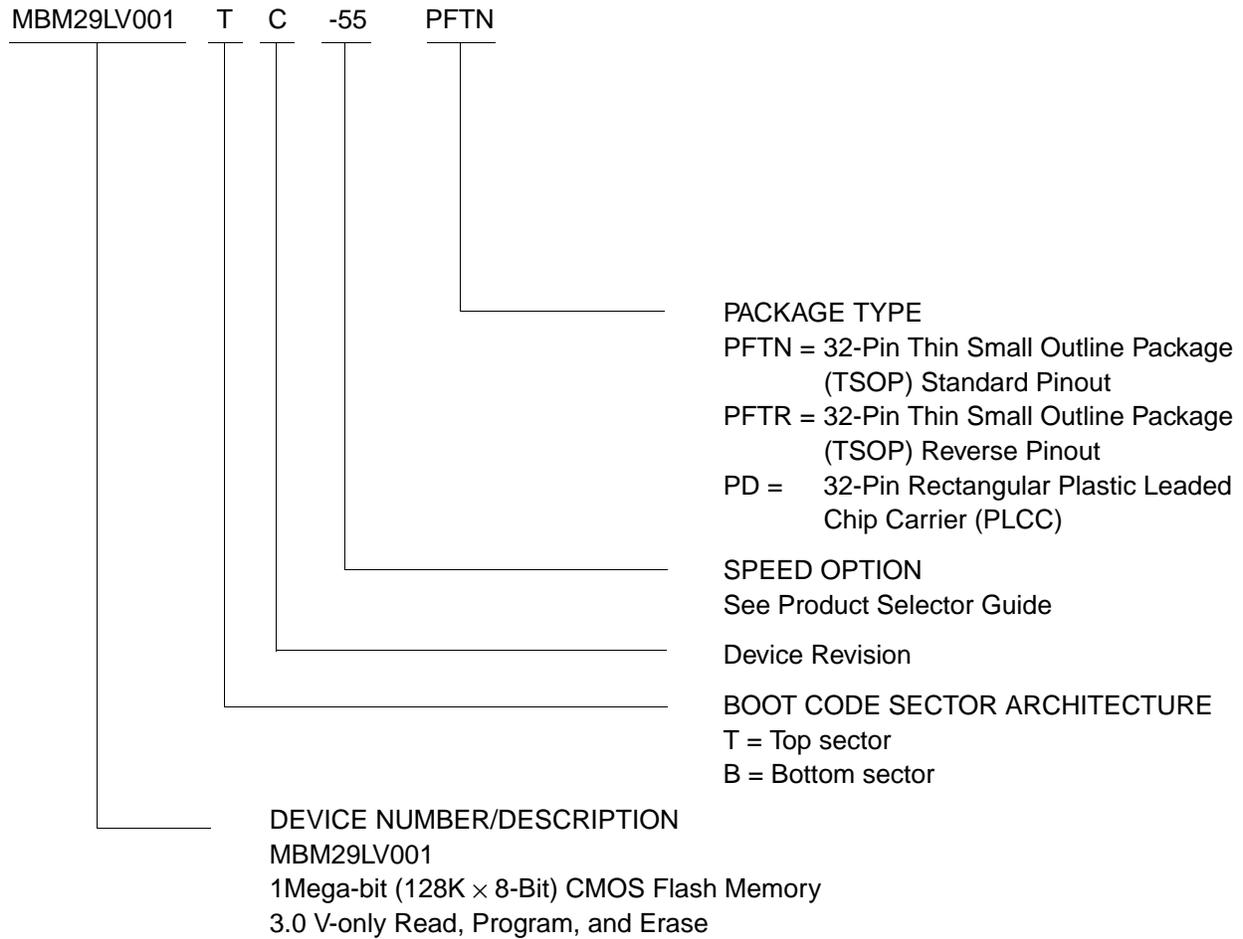 MBM29LV001 T C -55 PFTN
PACKAGE TYPE
PFTN = 32-Pin Thin Small Outline Package
(TSOP) Standard Pinout
PFTR = 32-Pin Thin Small Outline Package
(TSOP) Reverse Pinout
PD = 32-Pin Rectangular Plastic Leaded
Chip Carrier (PLCC)
SPEED OPTION
See Product Selector Guide
Device Revision
BOOT CODE SECTOR ARCHITECTURE
T = Top sector
B = Bottom sector
DEVICE NUMBER/DESCRIPTION
MBM29LV001
1Mega-bit (128K × 8-Bit) CMOS Flash Memory
3.0 V-only Read, Program, and Erase